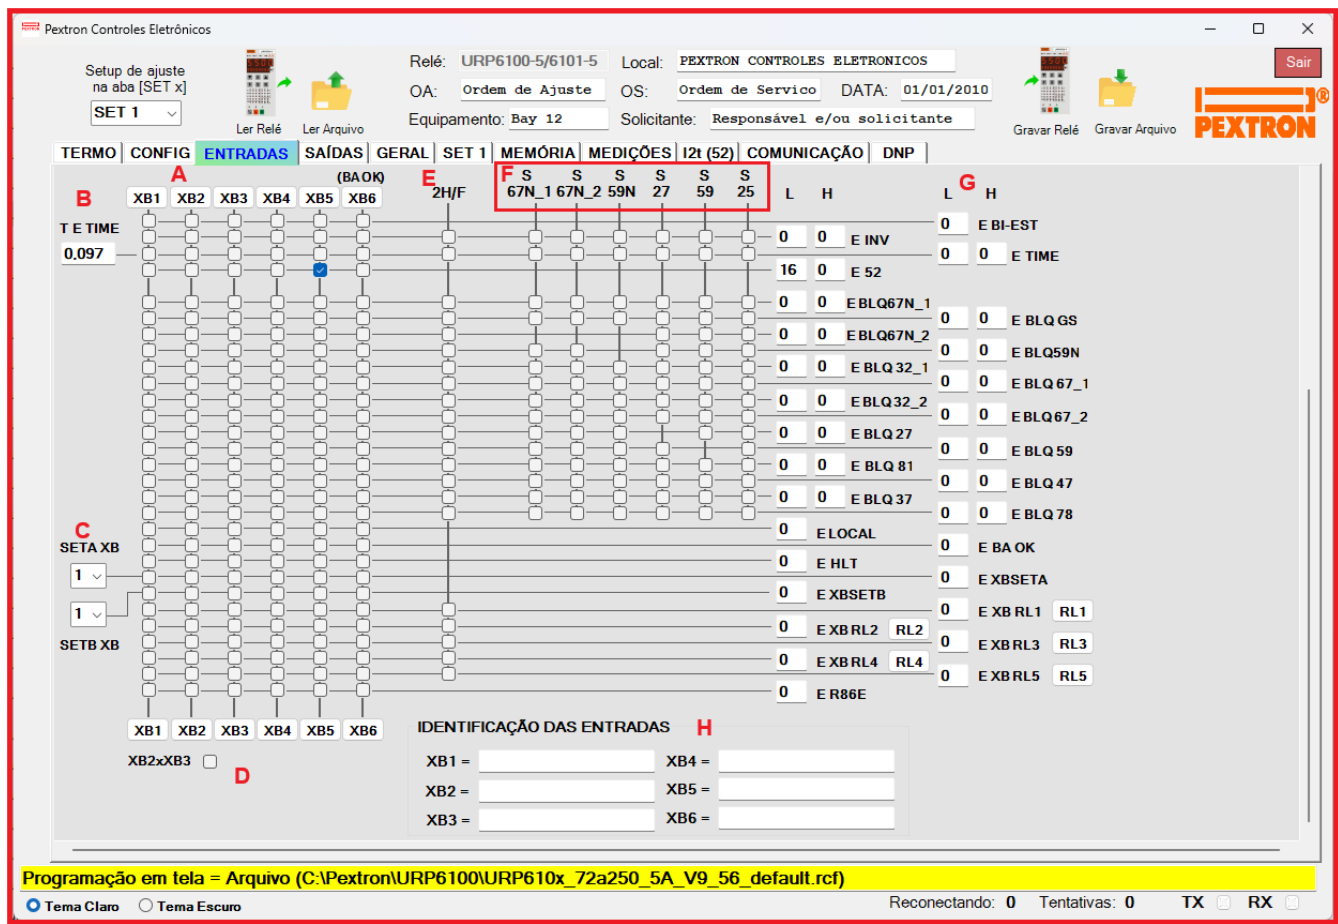 Pextron Controles Eletrônicos
Setup de ajuste
na aba [SET x]
SET 1
Ler Relé
Ler Arquivo
Relé: URP6100-5/6101-5 Local: PEXTRON CONTROLES ELETRONICOS
OA: Ordem de Ajuste OS: Ordem de Servico DATA: 01/01/2010
Equipamento: Bay 12 Solicitante: Responsável e/ou solicitante
Gravar Relé
Gravar Arquivo
Sair
PEXTRON®
TERMO CONFIG ENTRADAS SAÍDAS GERAL SET 1 MEMÓRIA MEDIÇÕES I2t (52) COMUNICAÇÃO DNP
A (BA OK) E F S S S S S S G
B XB1 XB2 XB3 XB4 XB5 XB6 2H/F 67N_1 67N_2 59N 27 59 25 L H L H
T E TIME
0.097
0 E BI-EST
0 0 E INV
0 0 E TIME
16 0 E 52
0 0 E BLQ67N_1
0 0 E BLQ GS
0 0 E BLQ67N_2
0 0 E BLQ59N
0 0 E BLQ 32_1
0 0 E BLQ 67_1
0 0 E BLQ 32_2
0 0 E BLQ 67_2
0 0 E BLQ 27
0 0 E BLQ 59
0 0 E BLQ 81
0 0 E BLQ 47
0 0 E BLQ 37
0 0 E BLQ 78
C
SETA XB
1
1
SETB XB
0 E LOCAL
0 E BA OK
0 E HLT
0 E XBSETA
0 E XBSETB
0 E XB RL1 RL1
0 E XB RL2 RL2
0 E XB RL3 RL3
0 E XB RL4 RL4
0 E XB RL5 RL5
0 E R86E
XB1 XB2 XB3 XB4 XB5 XB6
XB2xXB3
D
IDENTIFICAÇÃO DAS ENTRADAS H
XB1 = XB4 =
XB2 = XB5 =
XB3 = XB6 =
Programação em tela = Arquivo (C:\Pextron\URP6100\URP610x_72a250_5A_V9_56_default.rcf)
Tema Claro Tema Escuro Reconectando: 0 Tentativas: 0 TX RX